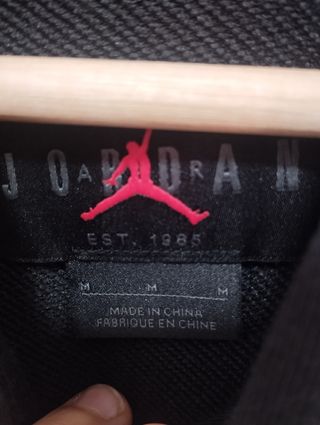 JORDAN
AIR
EST. 1985
M M M
MADE IN CHINA
FABRIQUE EN CHINE